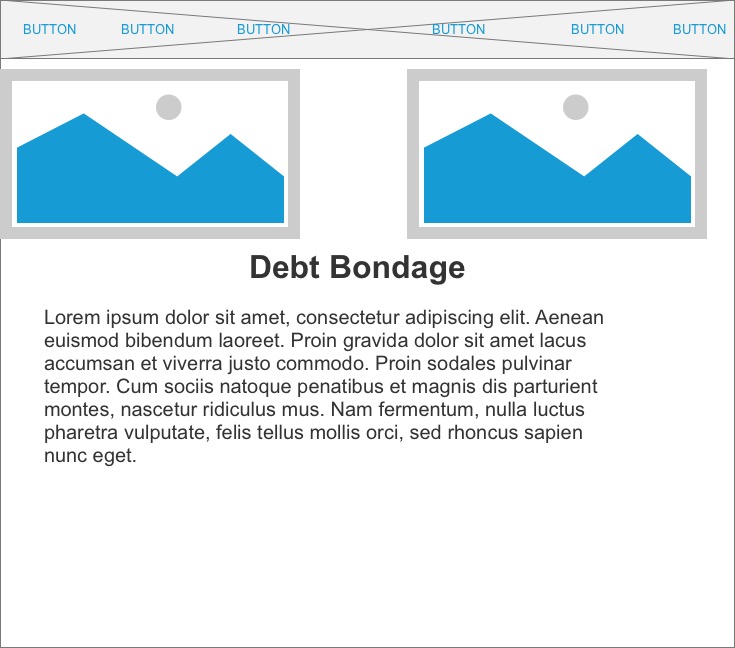 BUTTON BUTTON BUTTON BUTTON BUTTON BUTTON
Debt Bondage
Lorem ipsum dolor sit amet, consectetur adipiscing elit. Aenean
euismod bibendum laoreet. Proin gravida dolor sit amet lacus
accumsan et viverra justo commodo. Proin sodales pulvinar
tempor. Cum sociis natoque penatibus et magnis dis parturient
montes, nascetur ridiculus mus. Nam fermentum, nulla luctus
pharetra vulputate, felis tellus mollis orci, sed rhoncus sapien
nunc eget.